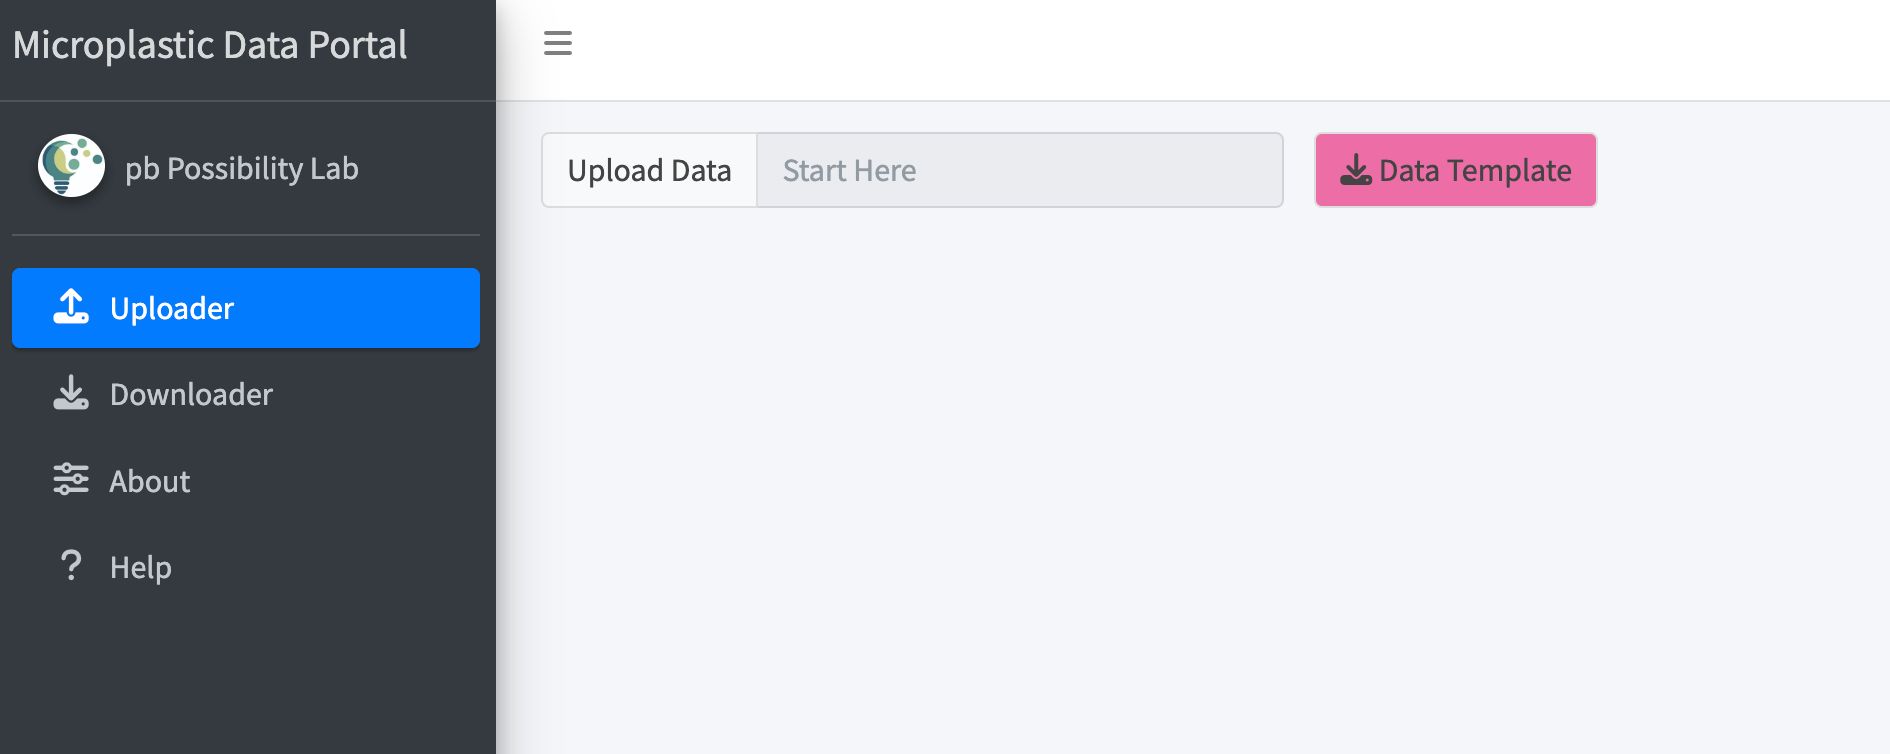 Microplastic Data Portal
pb Possibility Lab
Uploader
Downloader
About
Help
Upload Data
Start Here
Data Template